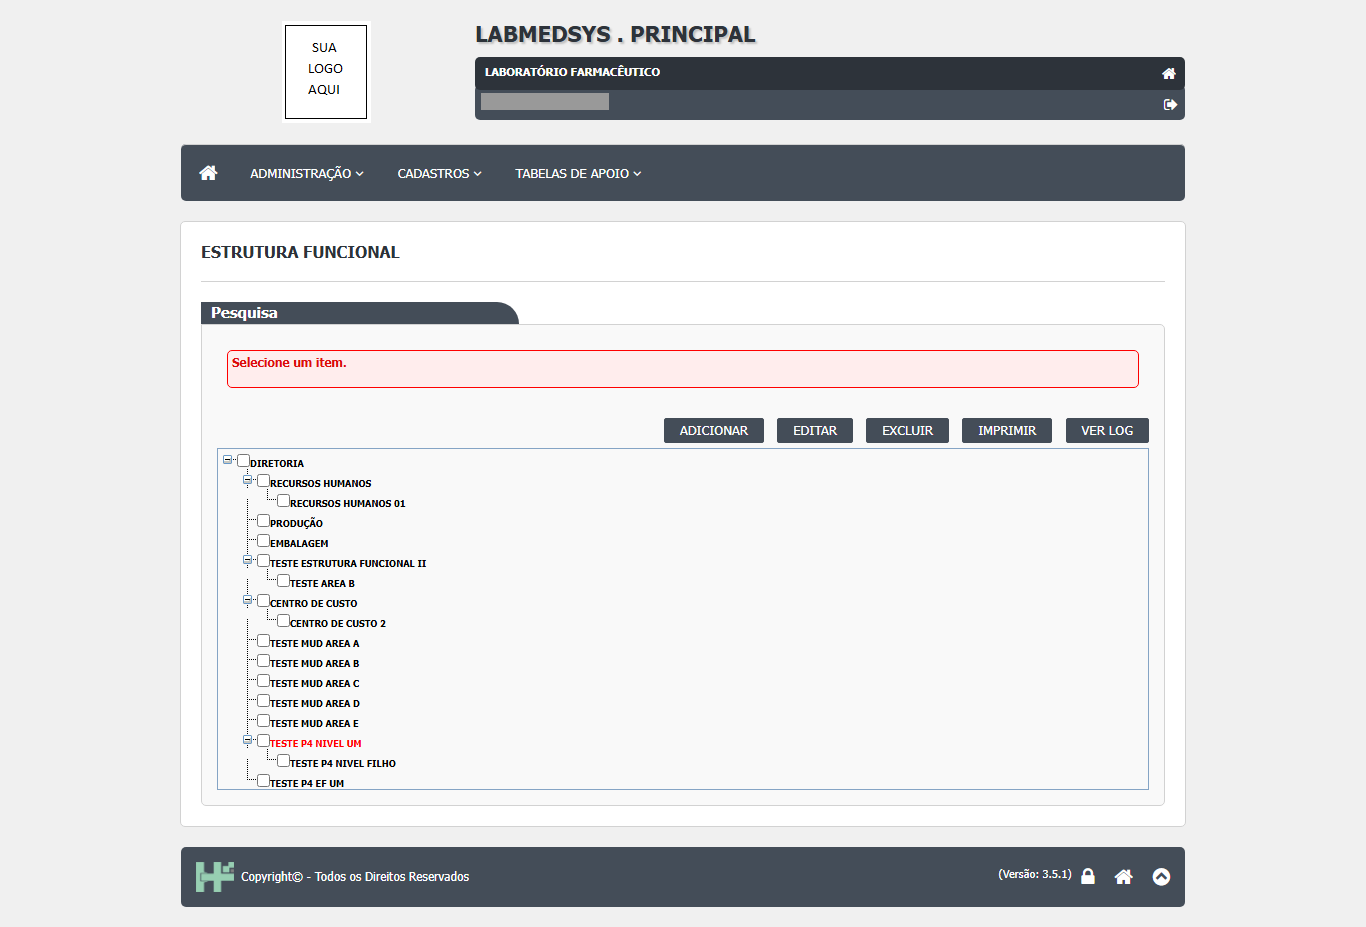 SUA
LOGO
AQUI
LABMEDSYS . PRINCIPAL
LABORATÓRIO FARMACÊUTICO
ADMINISTRAÇÃO
CADASTROS
TABELAS DE APOIO
ESTRUTURA FUNCIONAL
Pesquisa
Selecione um item.
ADICIONAR
EDITAR
EXCLUIR
IMPRIMIR
VER LOG
DIRETORIA
RECURSOS HUMANOS
RECURSOS HUMANOS 01
PRODUÇÃO
EMBALAGEM
TESTE ESTRUTURA FUNCIONAL II
TESTE AREA B
CENTRO DE CUSTO
CENTRO DE CUSTO 2
TESTE MUD AREA A
TESTE MUD AREA B
TESTE MUD AREA C
TESTE MUD AREA D
TESTE MUD AREA E
TESTE P4 NIVEL UM
TESTE P4 NIVEL FILHO
TESTE P4 EF UM
Copyright© - Todos os Direitos Reservados
(Versão: 3.5.1)